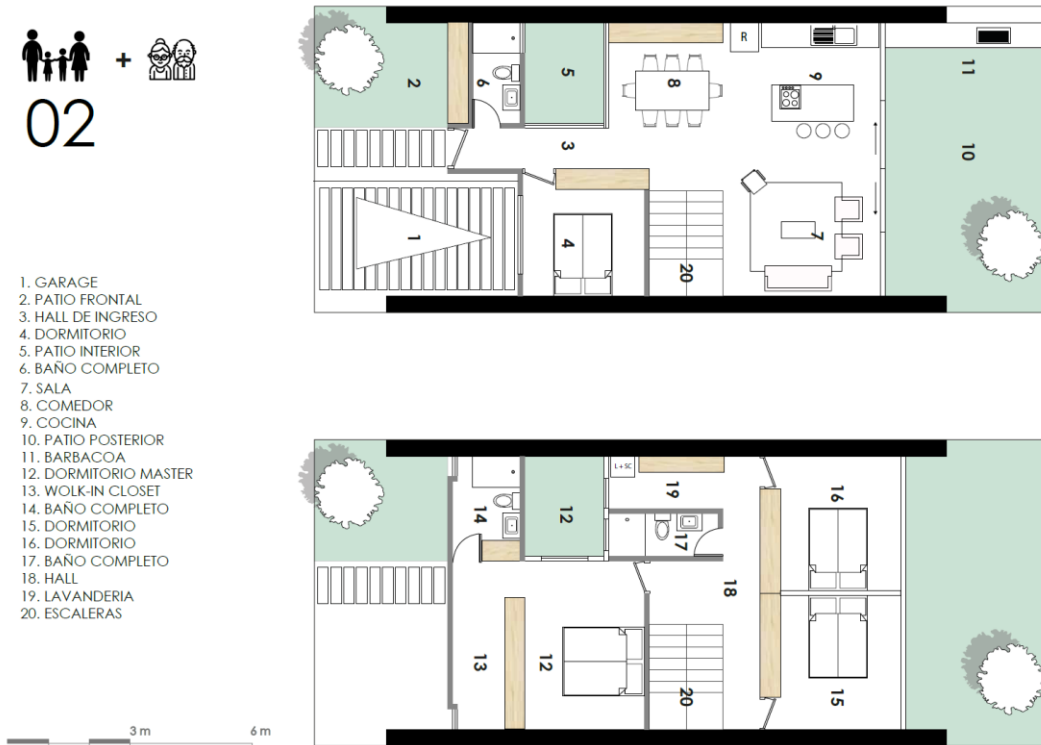 +
02
1. GARAGE
2. PATIO FRONTAL
3. HALL DE INGRESO
4. DORMITORIO
5. PATIO INTERIOR
6. BAÑO COMPLETO
7. SALA
8. COMEDOR
9. COCINA
10. PATIO POSTERIOR
11. BARBACOA
12. DORMITORIO MASTER
13. WOLK-IN CLOSET
14. BAÑO COMPLETO
15. DORMITORIO
16. DORMITORIO
17. BAÑO COMPLETO
18. HALL
19. LAVANDERIA
20. ESCALERAS
3 m
6 m
R
2
6
5
8
9
11
3
10
1
4
20
7
L + SC
14
12
19
17
16
18
13
12
20
15